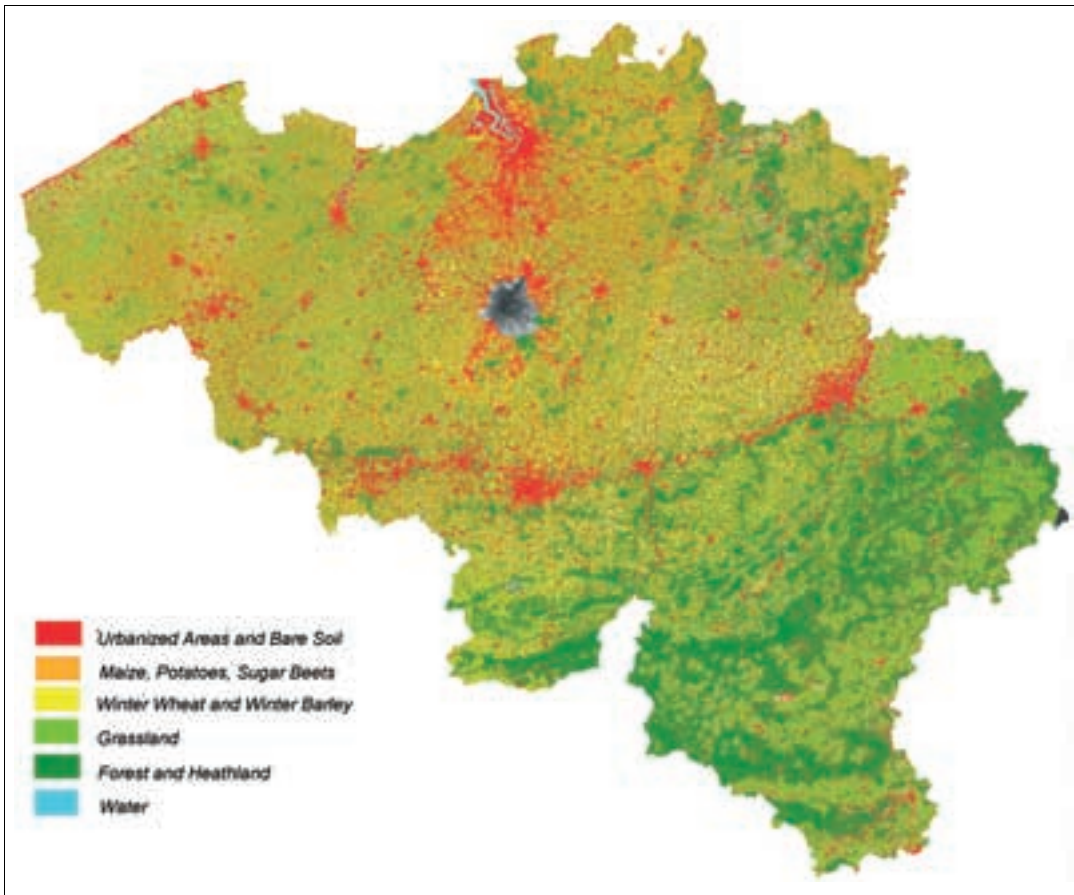 Urbanized Areas and Bare Soil
Maize, Potatoes, Sugar Beets
Winter Wheat and Winter Barley
Grassland
Forest and Heathland
Water